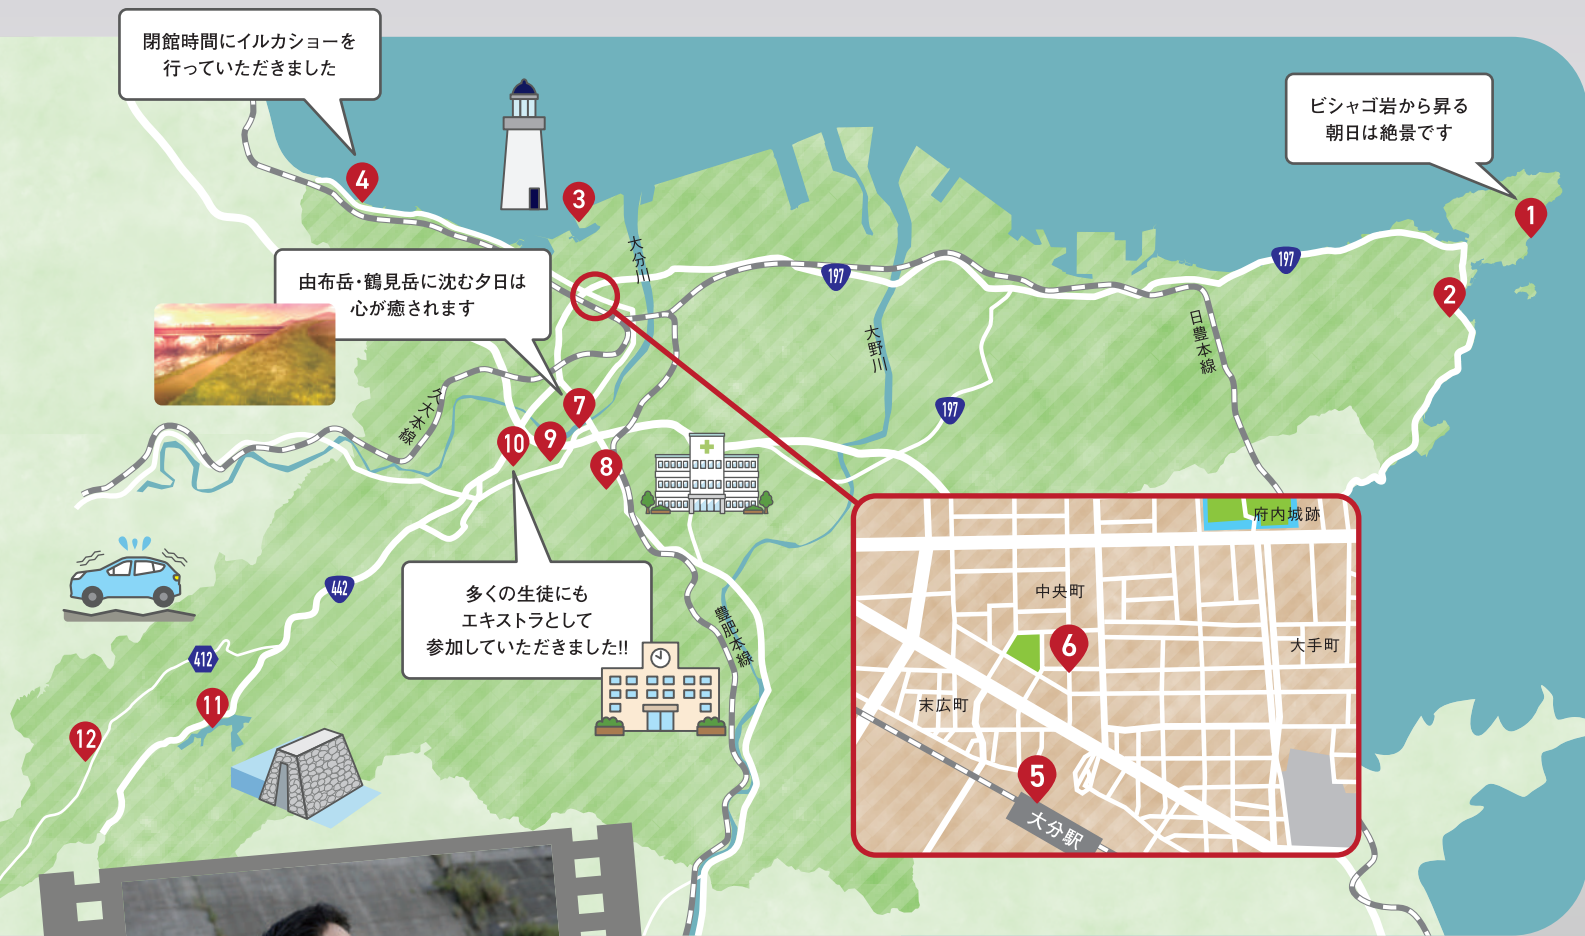 閉館時間にイルカショーを
行っていただきました
ビシャゴ岩から昇る
朝日は絶景です
4
3
1
大分川
197
197
2
由布岳・鶴見岳に沈む夕日は
心が癒されます
日豊本線
大野川
久大本線
7
197
10
9
8
府内城跡
中央町
6
大手町
末広町
5
大分駅
442
多くの生徒にも
エキストラとして
参加していただきました!!
豊肥本線
412
11
12